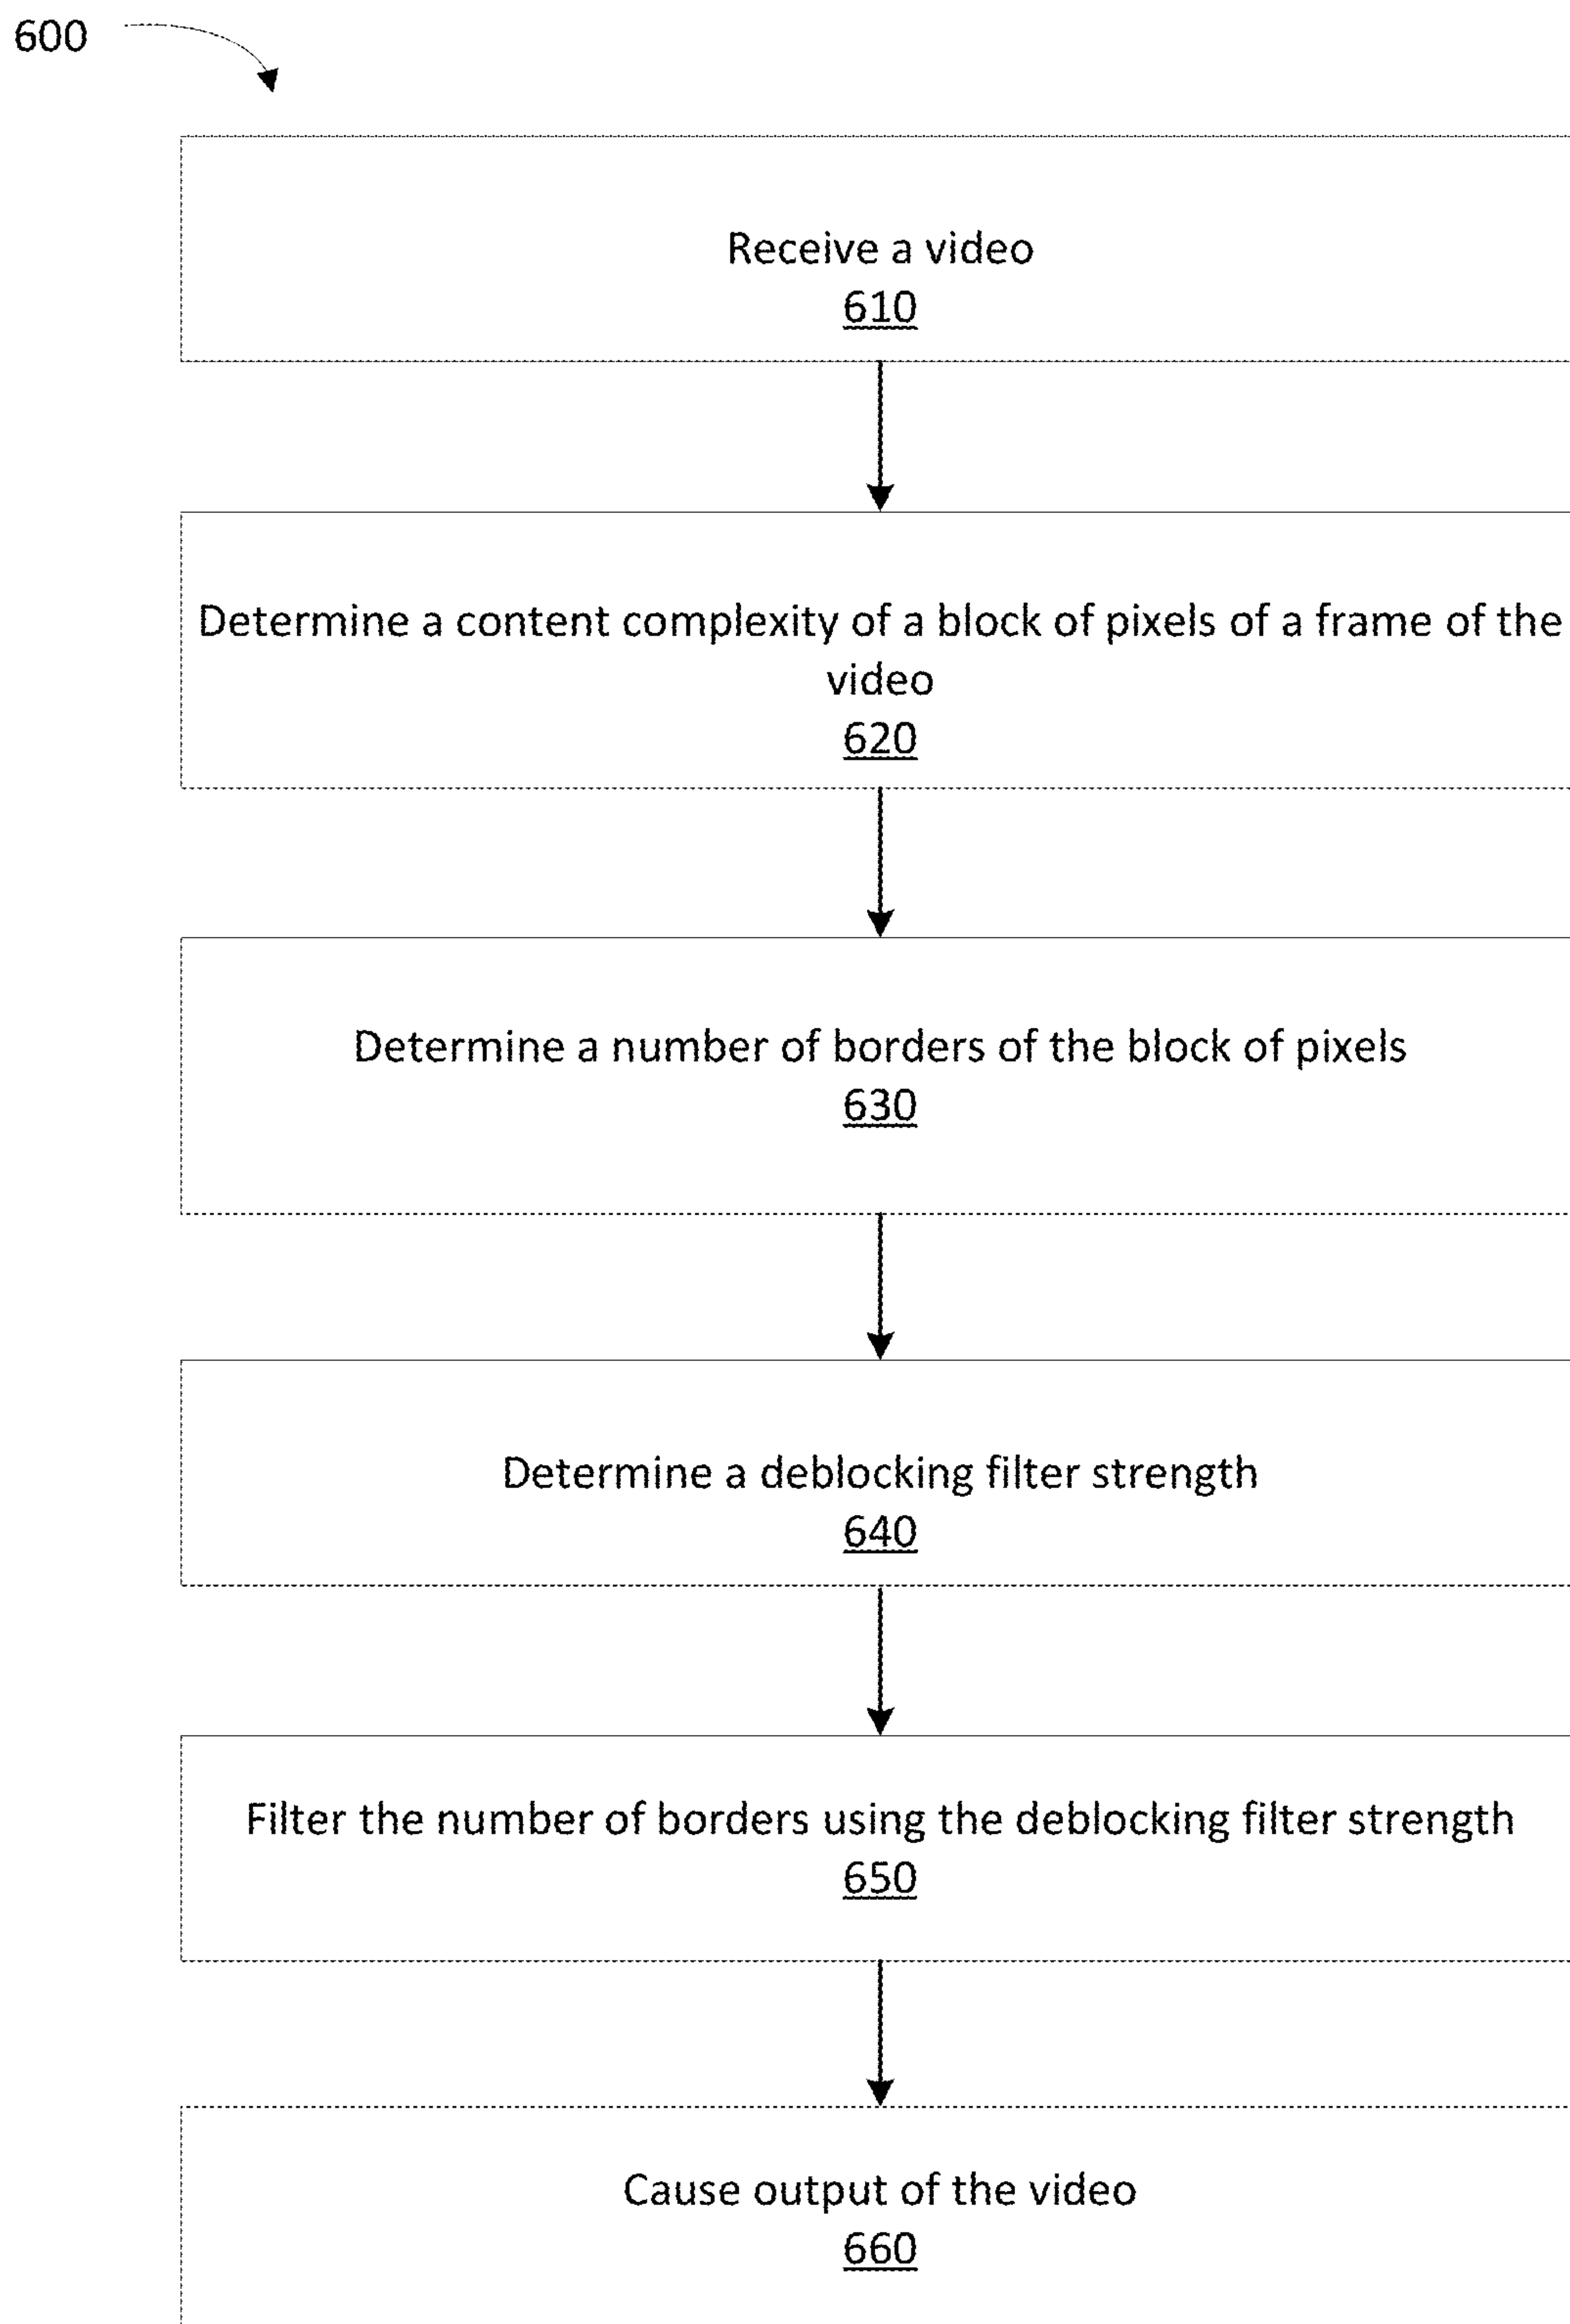 600
Receive a video
610
Determine a content complexity of a block of pixels of a frame of the
video
620
Determine a number of borders of the block of pixels
630
Determine a deblocking filter strength
640
Filter the number of borders using the deblocking filter strength
650
Cause output of the video
660